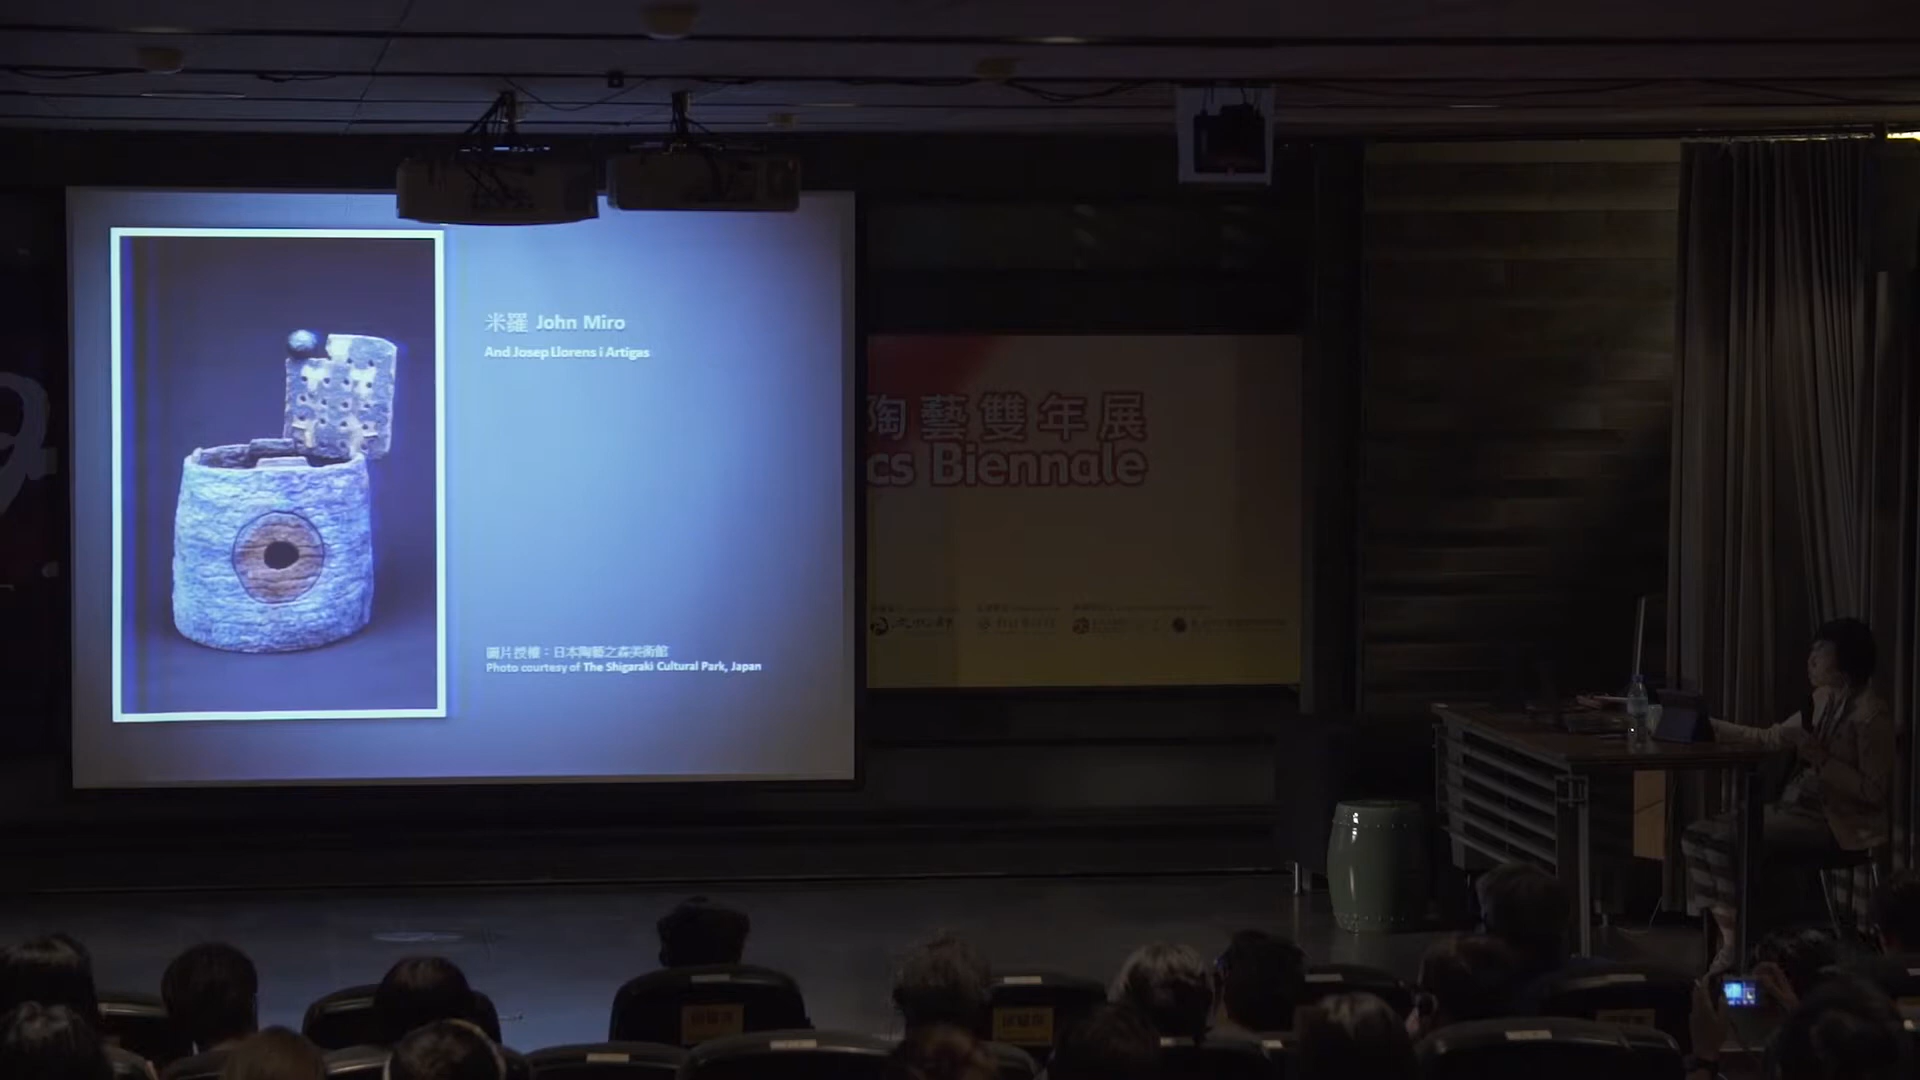 米羅 John Miro
And Josep Llorens i Artigas
圖片授權：日本陶藝之森美術館
Photo courtesy of The Shigaraki Cultural Park, Japan
陶藝雙年展
cs Biennale